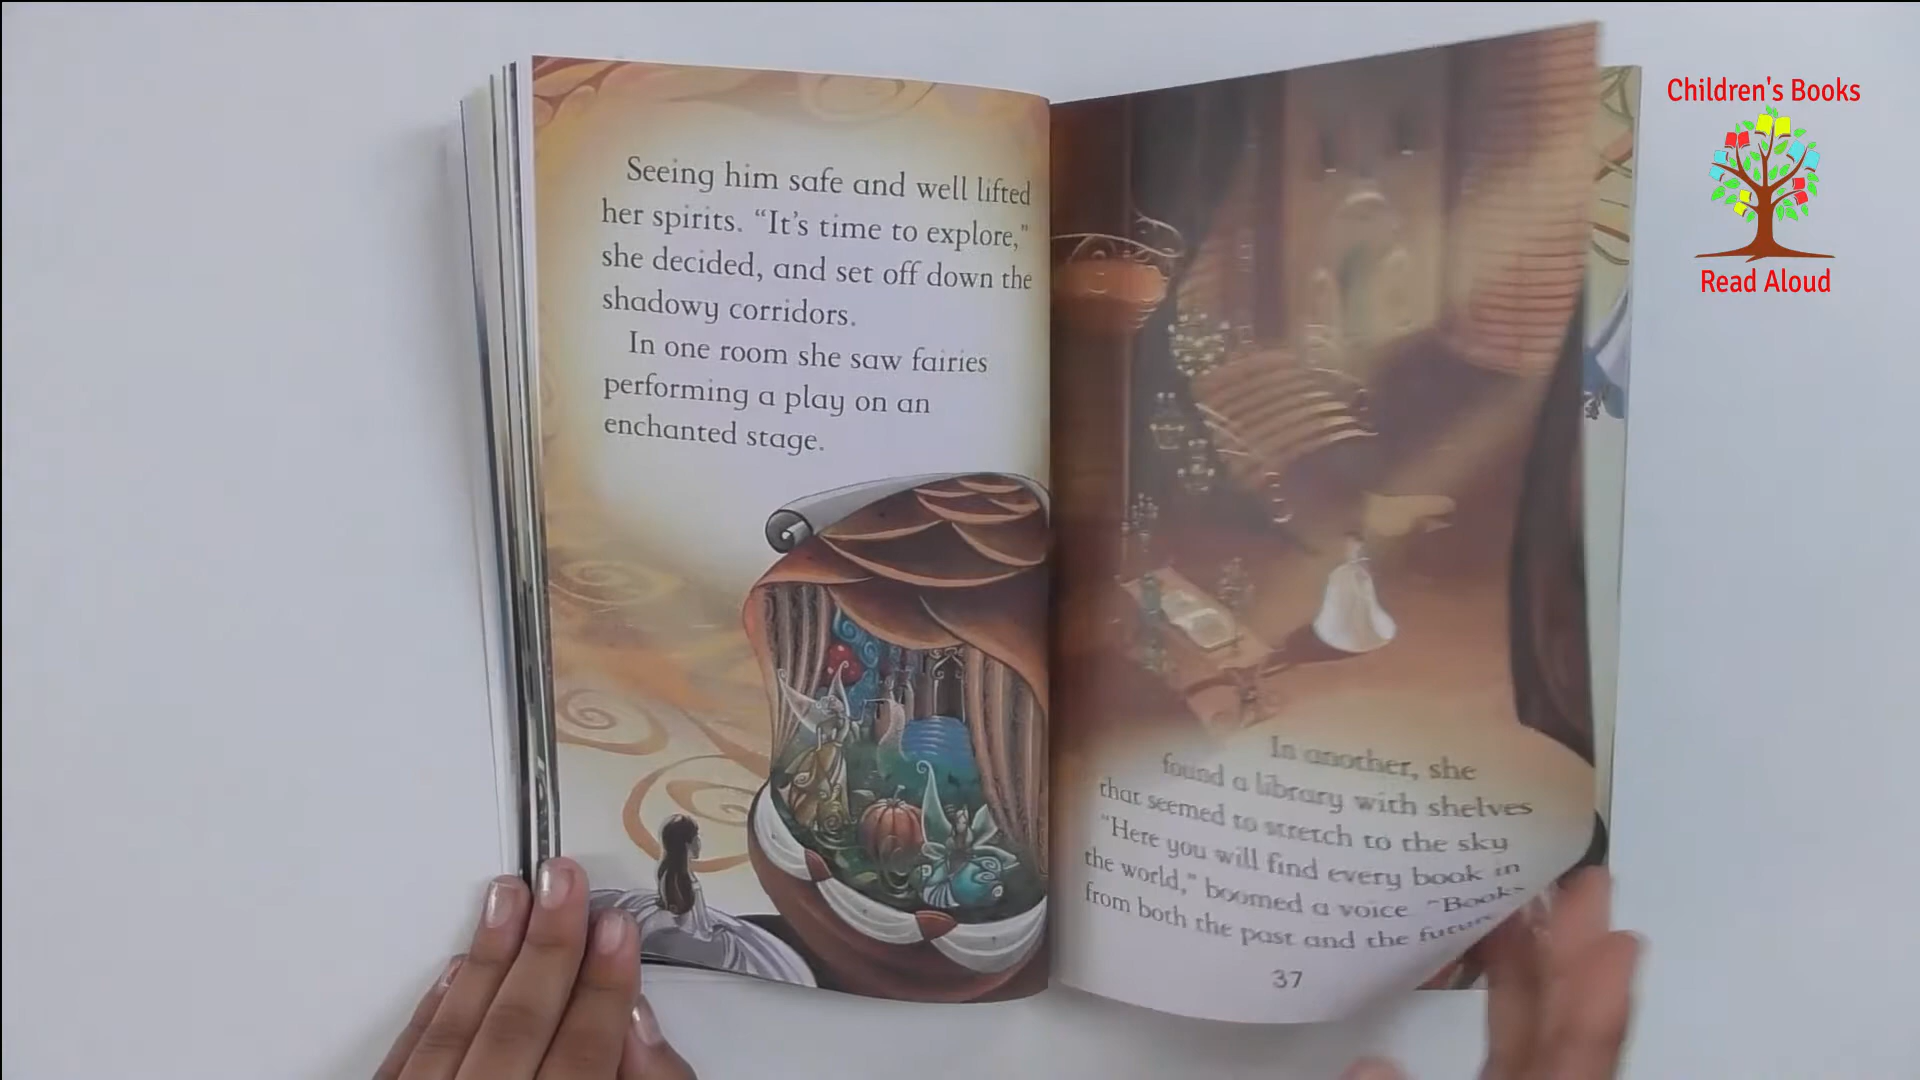 Seeing him safe and well lifted
her spirits. “It’s time to explore,”
she decided, and set off down the
shadowy corridors.
In one room she saw fairies
performing a play on an
enchanted stage.
In another, she
found a library with shelves
that seemed to stretch to the sky
“Here you will find every book in
the world,” boomed a voice. “Books
from both the past and the future
37
Children's Books
Read Aloud